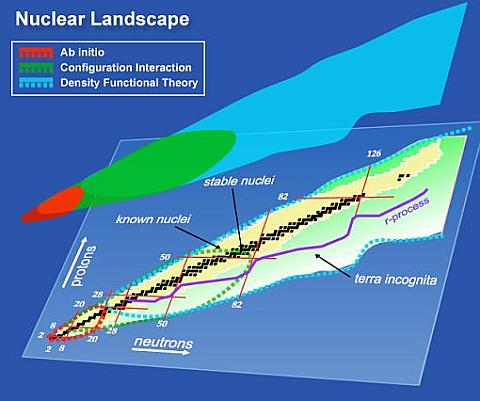 Nuclear Landscape
Ab initio
Configuration Interaction
Density Functional Theory
126
stable nuclei
82
known nuclei
r-process
50
protons
terra incognita
28
20
82
50
8
28
2
20
2 8
neutrons